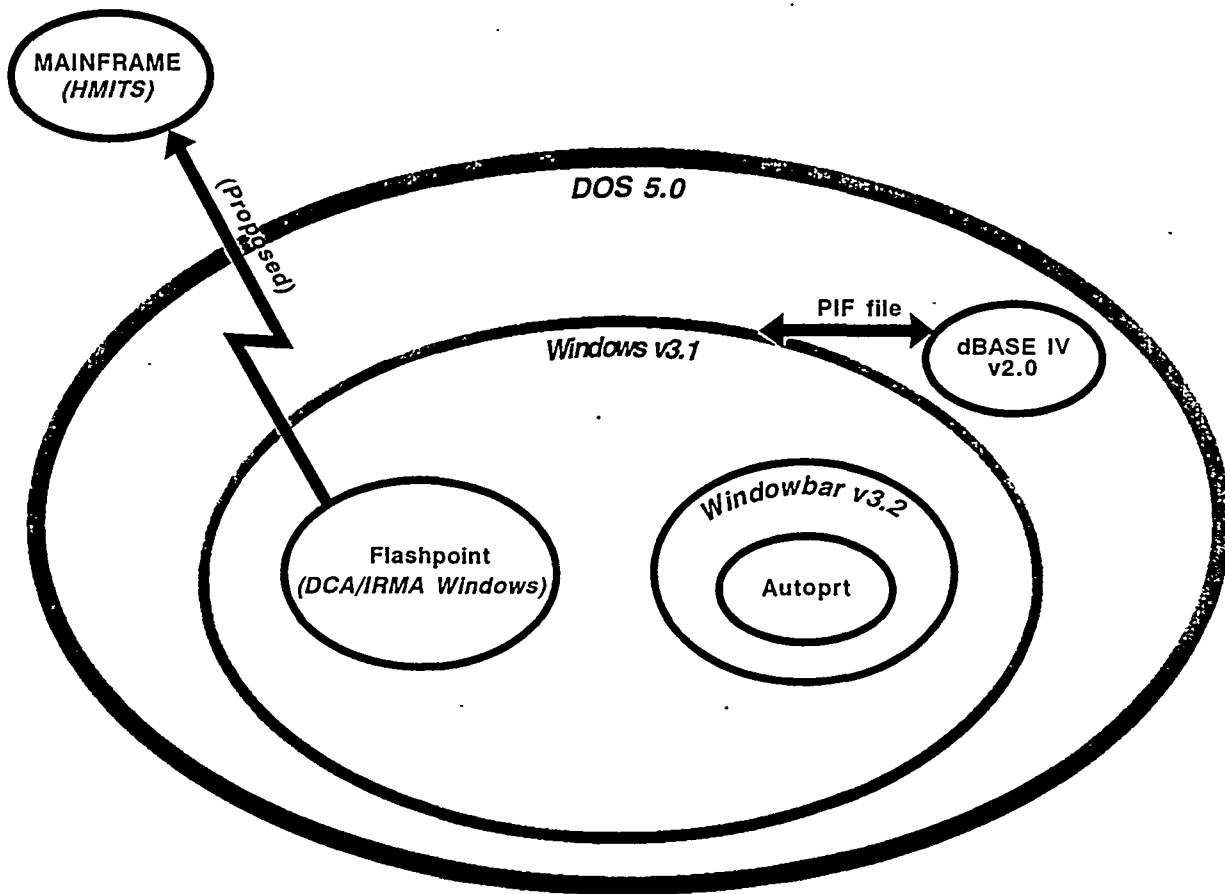 MAINFRAME
(HMITS)
(Proposed)
DOS 5.0
PIF file
Windows v3.1
dBASE IV
v2.0
Windowbar v3.2
Flashpoint
(DCA/IRMA Windows)
Autoprt